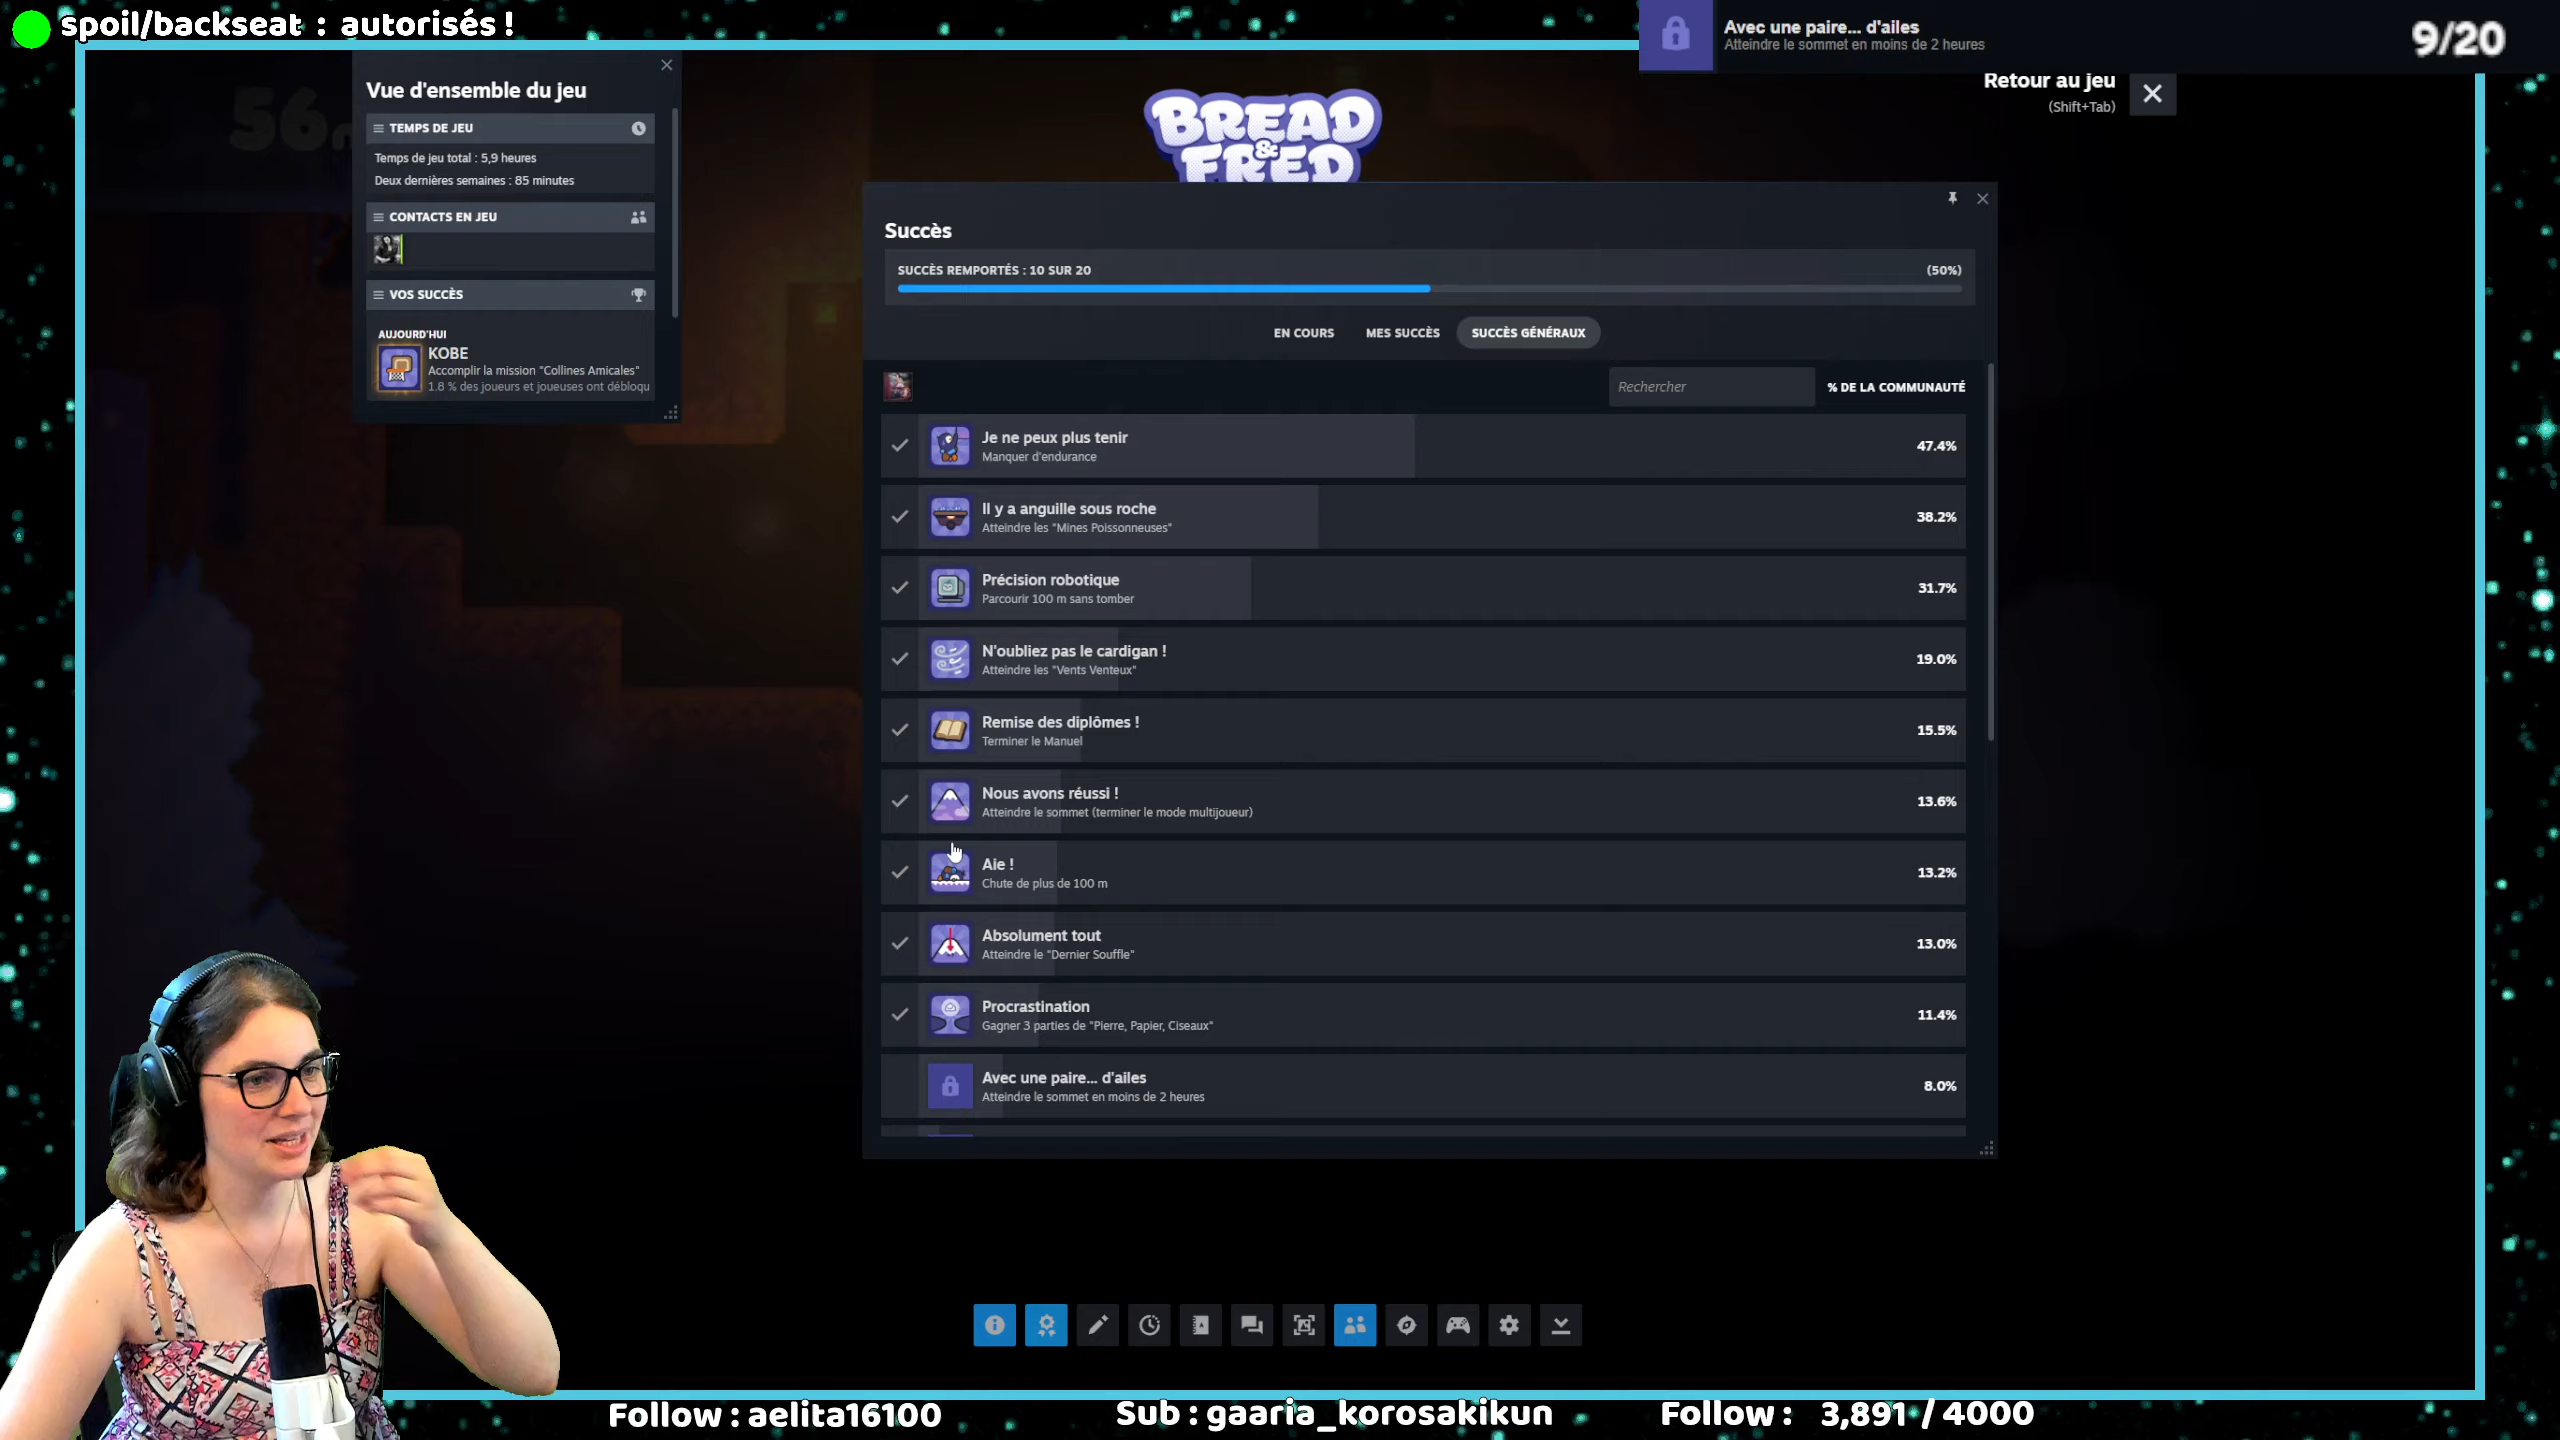 spoil/backseat : autorisés !
Avec une paire... d'ailes
Atteindre le sommet en moins de 2 heures
9/20
Retour au jeu
(Shift+Tab)
Vue d'ensemble du jeu
TEMPS DE JEU
Temps de jeu total : 5,9 heures
Deux dernières semaines : 85 minutes
CONTACTS EN JEU
VOS SUCCÈS
AUJOURD'HUI
KOBE
Accomplir la mission "Collines Amicales"
1.8 % des joueurs et joueuses ont débloqu
56m
BREAD
&
FRED
Succès
SUCCÈS REMPORTÉS : 10 SUR 20
(50%)
EN COURS
MES SUCCÈS
SUCCÈS GÉNÉRAUX
Rechercher
% DE LA COMMUNAUTÉ
Je ne peux plus tenir
Manquer d'endurance
47.4%
Il y a anguille sous roche
Atteindre les "Mines Poissonneuses"
38.2%
Précision robotique
Parcourir 100 m sans tomber
31.7%
N'oubliez pas le cardigan !
Atteindre les "Vents Venteux"
19.0%
Remise des diplômes !
Terminer le Manuel
15.5%
Nous avons réussi !
Atteindre le sommet (terminer le mode multijoueur)
13.6%
Aie !
Chute de plus de 100 m
13.2%
Absolument tout
Atteindre le "Dernier Souffle"
13.0%
Procrastination
Gagner 3 parties de "Pierre, Papier, Ciseaux"
11.4%
Avec une paire... d'ailes
Atteindre le sommet en moins de 2 heures
8.0%
Follow : aelita16100
Sub : gaaria_korosakikun
Follow : 3,891 / 4000